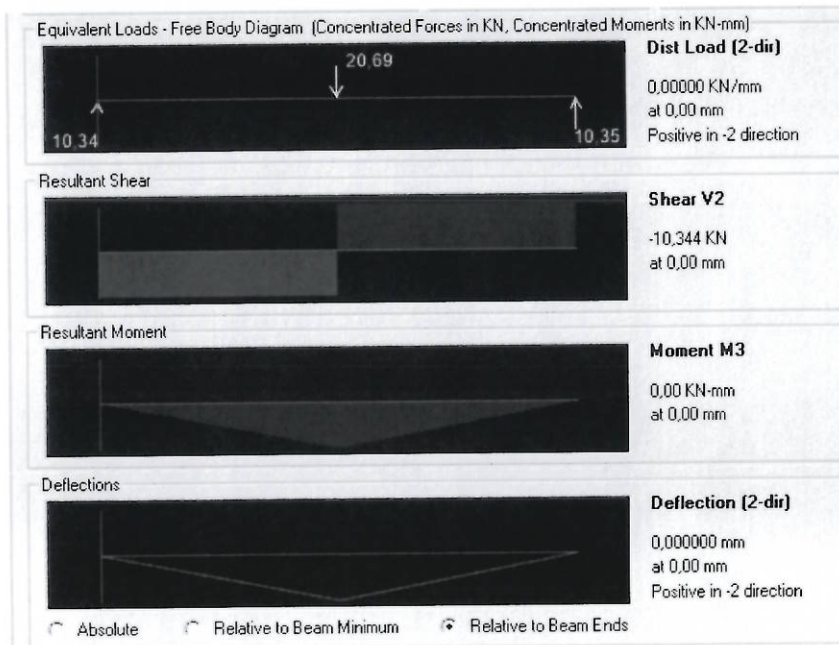 Equivalent Loads - Free Body Diagram (Concentrated Forces in KN, Concentrated Moments in KN-mm)
20,69
10,34
10,35
Dist Load (2-dir)
0,00000 KN/mm
at 0,00 mm
Positive in -2 direction
Resultant Shear
Shear V2
-10,344 KN
at 0,00 mm
Resultant Moment
Moment M3
0,00 KN-mm
at 0,00 mm
Deflections
Deflection (2-dir)
0,000000 mm
at 0,00 mm
Positive in -2 direction
Absolute Relative to Beam Minimum Relative to Beam Ends